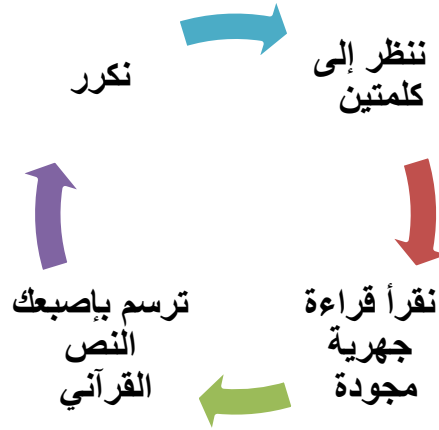 ننظر إلى
كلمتين
نقرأ قراءة
جهرية
مجودة
ترسم بإصبعك
النص
القرآني
نكرر